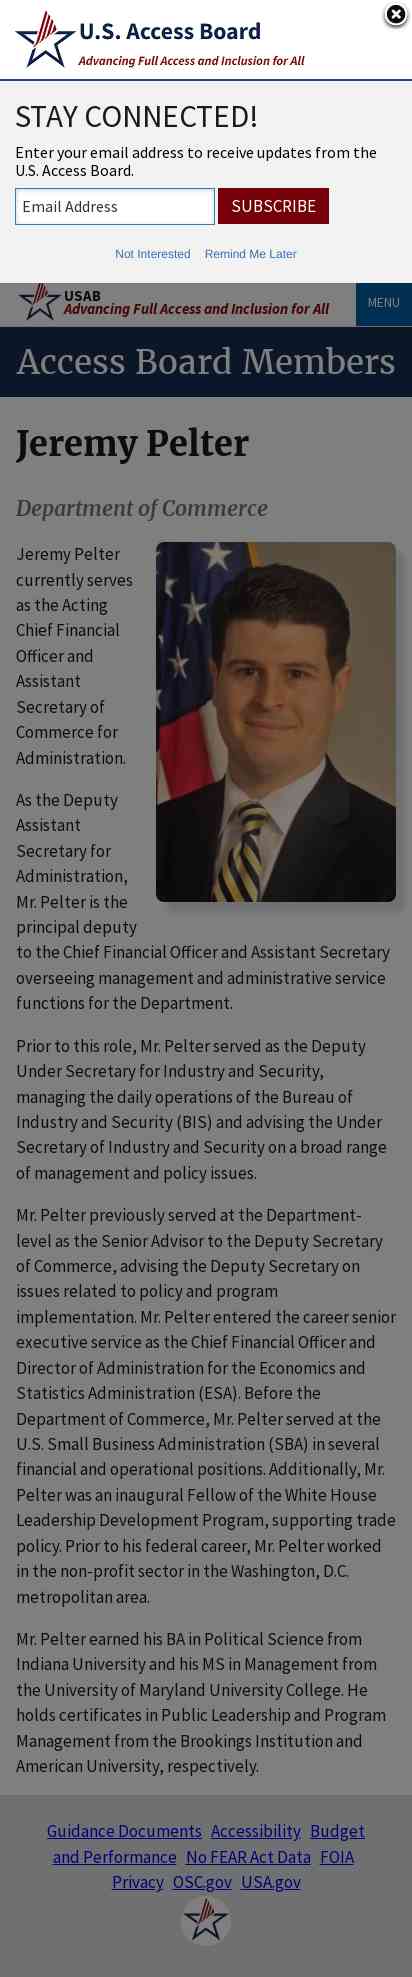 U.S. Access Board
Advancing Full Access and Inclusion for All
STAY CONNECTED!
Enter your email address to receive updates from the
U.S. Access Board.
Email Address
SUBSCRIBE
Not Interested Remind Me Later
USAB
Advancing Full Access and Inclusion for All
MENU
Access Board Members
Jeremy Pelter
Department of Commerce
Jeremy Pelter
currently serves
as the Acting
Chief Financial
Officer and
Assistant
Secretary of
Commerce for
Administration.
As the Deputy
Assistant
Secretary for
Administration,
Mr. Pelter is the
principal deputy
to the Chief Financial Officer and Assistant Secretary
overseeing management and administrative service
functions for the Department.
Prior to this role, Mr. Pelter served as the Deputy
Under Secretary for Industry and Security,
managing the daily operations of the Bureau of
Industry and Security (BIS) and advising the Under
Secretary of Industry and Security on a broad range
of management and policy issues.
Mr. Pelter previously served at the Department-
level as the Senior Advisor to the Deputy Secretary
of Commerce, advising the Deputy Secretary on
issues related to policy and program
implementation. Mr. Pelter entered the career senior
executive service as the Chief Financial Officer and
Director of Administration for the Economics and
Statistics Administration (ESA). Before the
Department of Commerce, Mr. Pelter served at the
U.S. Small Business Administration (SBA) in several
financial and operational positions. Additionally, Mr.
Pelter was an inaugural Fellow of the White House
Leadership Development Program, supporting trade
policy. Prior to his federal career, Mr. Pelter worked
in the non-profit sector in the Washington, D.C.
metropolitan area.
Mr. Pelter earned his BA in Political Science from
Indiana University and his MS in Management from
the University of Maryland University College. He
holds certificates in Public Leadership and Program
Management from the Brookings Institution and
American University, respectively.
Guidance Documents Accessibility Budget
and Performance No FEAR Act Data FOIA
Privacy OSC.gov USA.gov